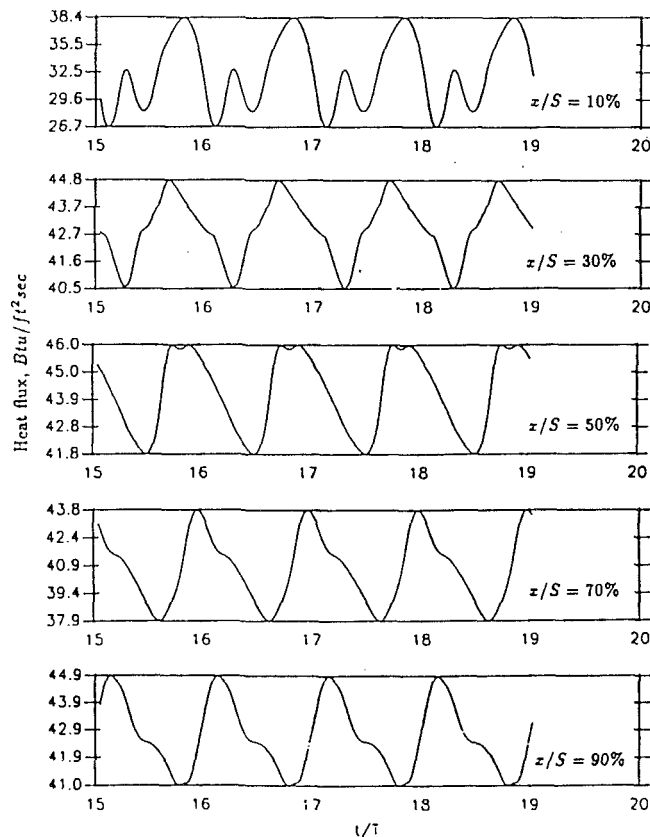 38.4
35.5
32.5
29.6
26.7
x/S = 10%
15 16 17 18 19 20
44.8
43.7
42.7
41.6
40.5
x/S = 30%
15 16 17 18 19 20
Heat flux, Btu/ft²sec
46.0
45.0
43.9
42.8
41.8
x/S = 50%
15 16 17 18 19 20
43.8
42.4
40.9
39.4
37.9
x/S = 70%
15 16 17 18 19 20
44.9
43.9
42.9
41.9
41.0
x/S = 90%
15 16 17 18 19 20
t/T